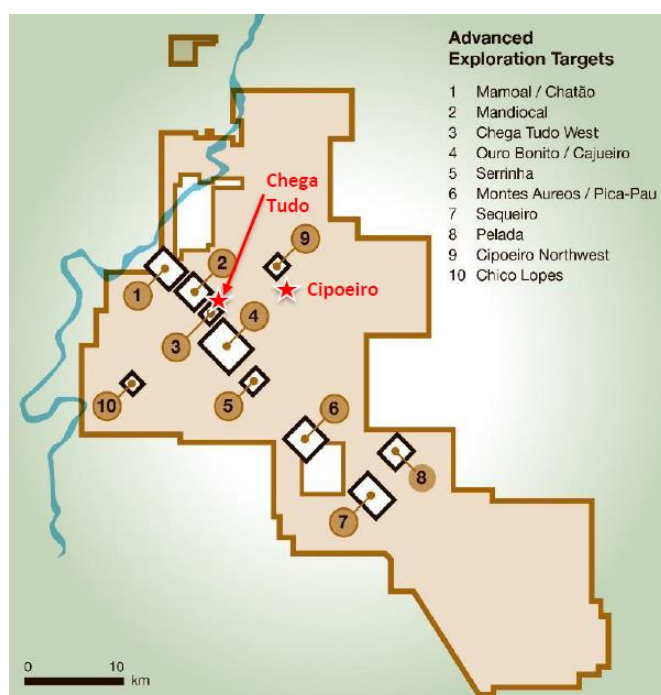 Advanced
Exploration Targets
1 Mamoal / Chatão
2 Mandiocal
3 Chega Tudo West
4 Ouro Bonito / Cajueiro
5 Serrinha
6 Montes Aureos / Pica-Pau
7 Sequeiro
8 Pelada
9 Cipoeiro Northwest
10 Chico Lopes
Chega
Tudo
9
Cipoeiro
2
1
4
3
10
5
6
8
7
0 10
km